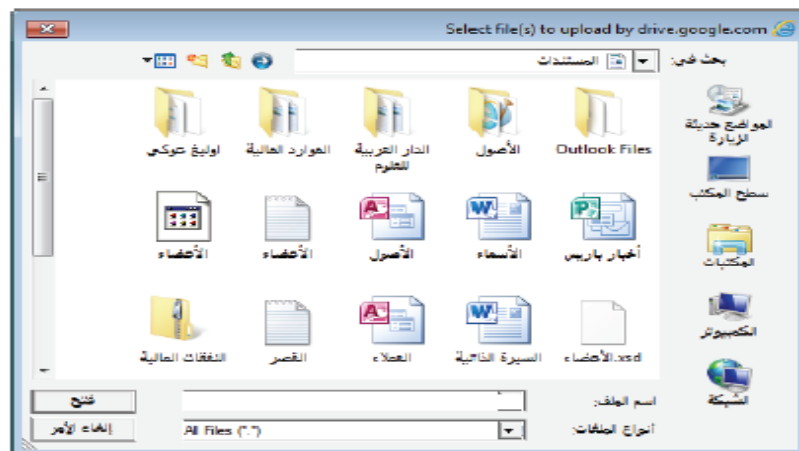 Select file(s) to upload by drive.google.com
بحث في: المستندات
المواضع حديثة
الزيارة
سطح المكتب
المكتبات
الكمبيوتر
الشبكة
Outlook Files
الأصول
الدار العربية
للعلوم
الموارد المالية
أوليغ عوكي
أخبار باريس
الأسماء
الأصول
الأعضاء
الأعضاء
الأعضاء.xsd
السيرة الذاتية
العملاء
القصر
النفقات المالية
اسم الملف:
فتح
أنواع الملفات: All Files (*.*)
إلغاء الأمر